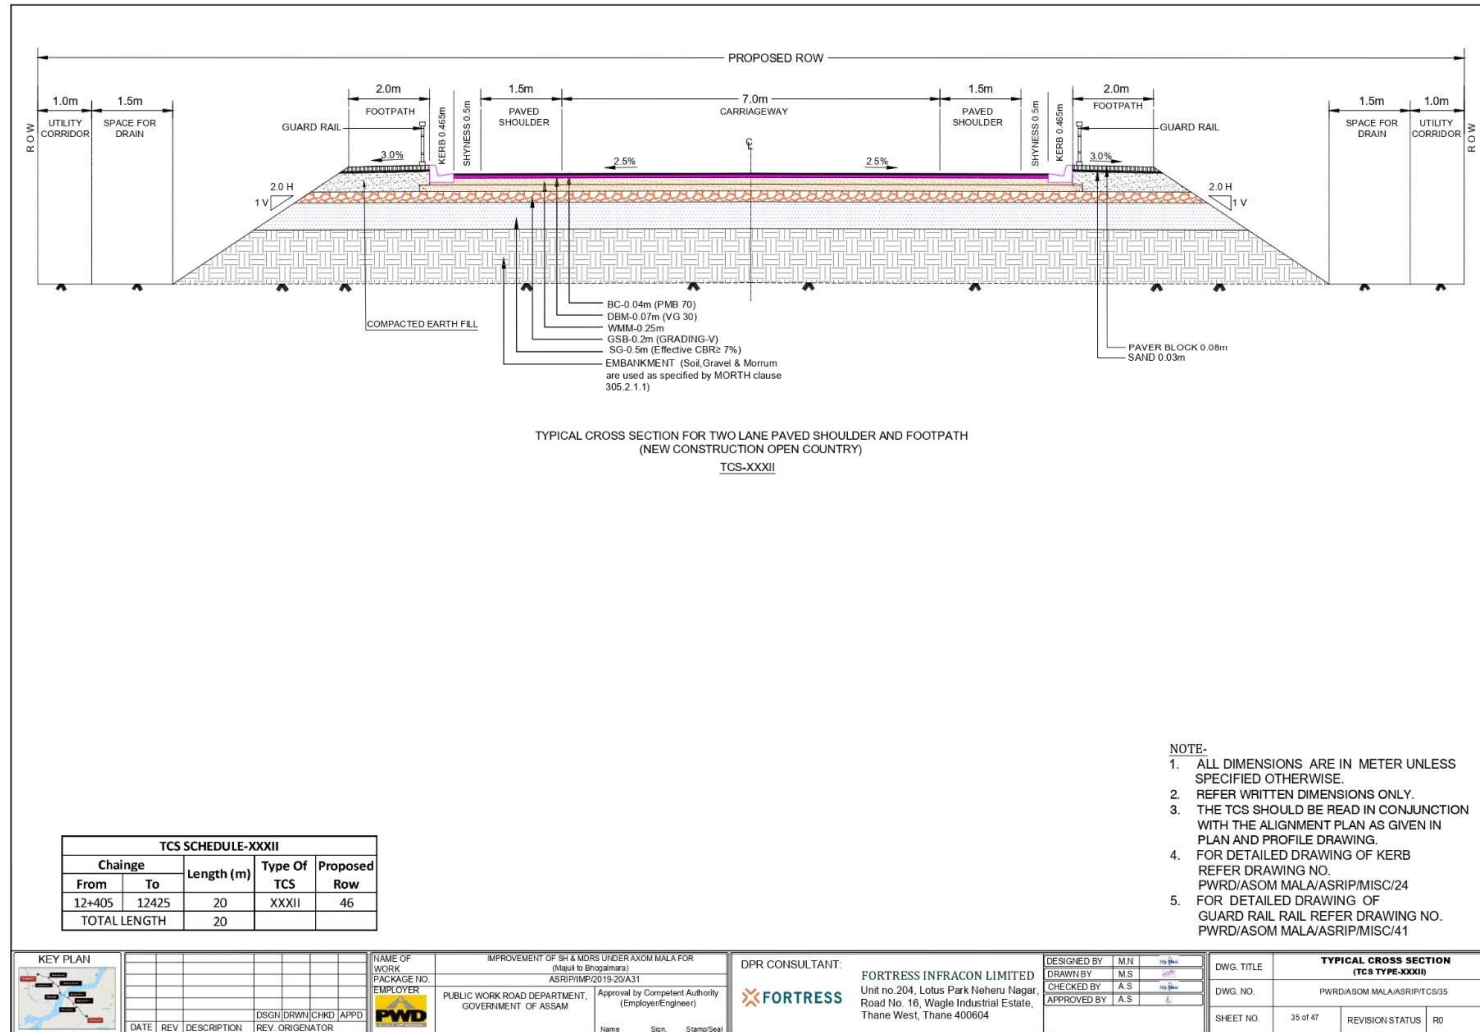 PROPOSED ROW
2.0m 1.5m 7.0m 1.5m 2.0m
1.0m 1.5m FOOTPATH PAVED SHOULDER CARRIAGEWAY PAVED SHOULDER FOOTPATH 1.5m 1.0m
ROW
UTILITY CORRIDOR
SPACE FOR DRAIN
GUARD RAIL
KERB 0.465m
SHYNESS 0.5m
SHYNESS 0.5m
KERB 0.465m
GUARD RAIL
SPACE FOR DRAIN
UTILITY CORRIDOR
ROW
3.0% 2.5% 2.5% 3.0%
2.0 H
1 V
2.0 H
1 V
COMPACTED EARTH FILL
BC-0.04m (PMB 70)
DBM-0.07m (VG 30)
WMM-0.25m
GSB-0.2m (GRADING-V)
SG-0.5m (Effective CBR≥ 7%)
EMBANKMENT (Soil,Gravel & Morrum
are used as specified by MORTH clause
305.2.1.1)
PAVER BLOCK 0.08m
SAND 0.03m
TYPICAL CROSS SECTION FOR TWO LANE PAVED SHOULDER AND FOOTPATH
(NEW CONSTRUCTION OPEN COUNTRY)
TCS-XXXII
NOTE-
1. ALL DIMENSIONS ARE IN METER UNLESS
SPECIFIED OTHERWISE.
2. REFER WRITTEN DIMENSIONS ONLY.
3. THE TCS SHOULD BE READ IN CONJUNCTION
WITH THE ALIGNMENT PLAN AS GIVEN IN
PLAN AND PROFILE DRAWING.
4. FOR DETAILED DRAWING OF KERB
REFER DRAWING NO.
PWRD/ASOM MALA/ASRIP/MISC/24
5. FOR DETAILED DRAWING OF
GUARD RAIL RAIL REFER DRAWING NO.
PWRD/ASOM MALA/ASRIP/MISC/41
TCS SCHEDULE-XXXII
Chainge Length (m) Type Of TCS Proposed Row
From To
12+405 12425 20 XXXII 46
TOTAL LENGTH 20
KEY PLAN
DSGN DRWN CHKD APPD
DATE REV DESCRIPTION REV. ORIGENATOR
NAME OF WORK
IMPROVEMENT OF SH & MDRS UNDER AXOM MALA FOR
(Majuli to Bhogaimara)
PACKAGE NO. ASRIP/IMP/2019-20/A31
EMPLOYER
PWD
PUBLIC WORK ROAD DEPARTMENT,
GOVERNMENT OF ASSAM
Approval by Competent Authority
(Employer/Engineer)
Name Sign. Stamp/Seal
DPR CONSULTANT:
FORTRESS
FORTRESS INFRACON LIMITED
Unit no.204, Lotus Park Neheru Nagar,
Road No. 16, Wagle Industrial Estate,
Thane West, Thane 400604
DESIGNED BY M.N
DRAWN BY M.S
CHECKED BY A.S
APPROVED BY A.S
DWG. TITLE TYPICAL CROSS SECTION
(TCS TYPE-XXXII)
DWG. NO. PWRD/ASOM MALA/ASRIP/TCS/35
SHEET NO. 35 of 47 REVISION STATUS R0